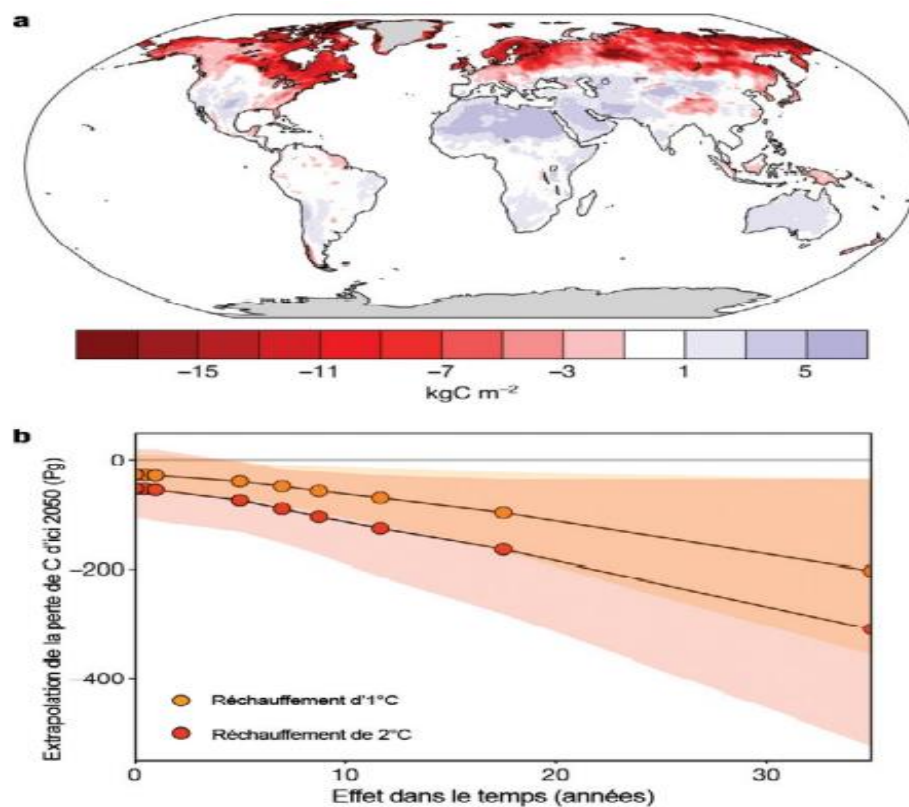 a
−15 −11 −7 −3 1 5
kgC m−2
b
Extrapolation de la perte de C d'ici 2050 (Pg)
0
−200
−400
Réchauffement d'1°C
Réchauffement de 2°C
0 10 20 30
Effet dans le temps (années)